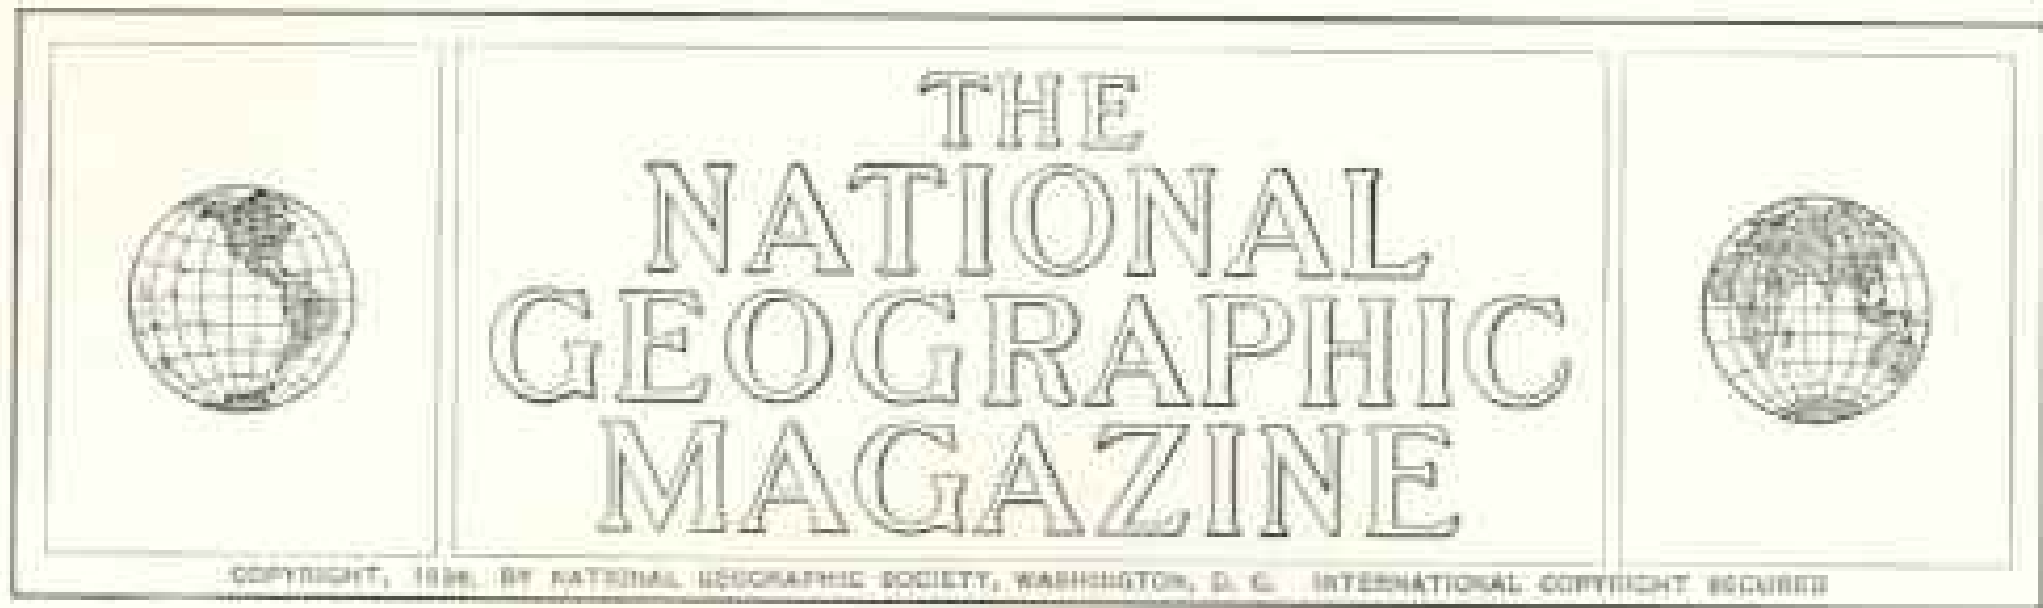 THE
NATIONAL
GEOGRAPHIC
MAGAZINE
COPYRIGHT, BY NATIONAL GEOGRAPHIC SOCIETY, WASHINGTON, D. C. INTERNATIONAL COPYRIGHT SECURED